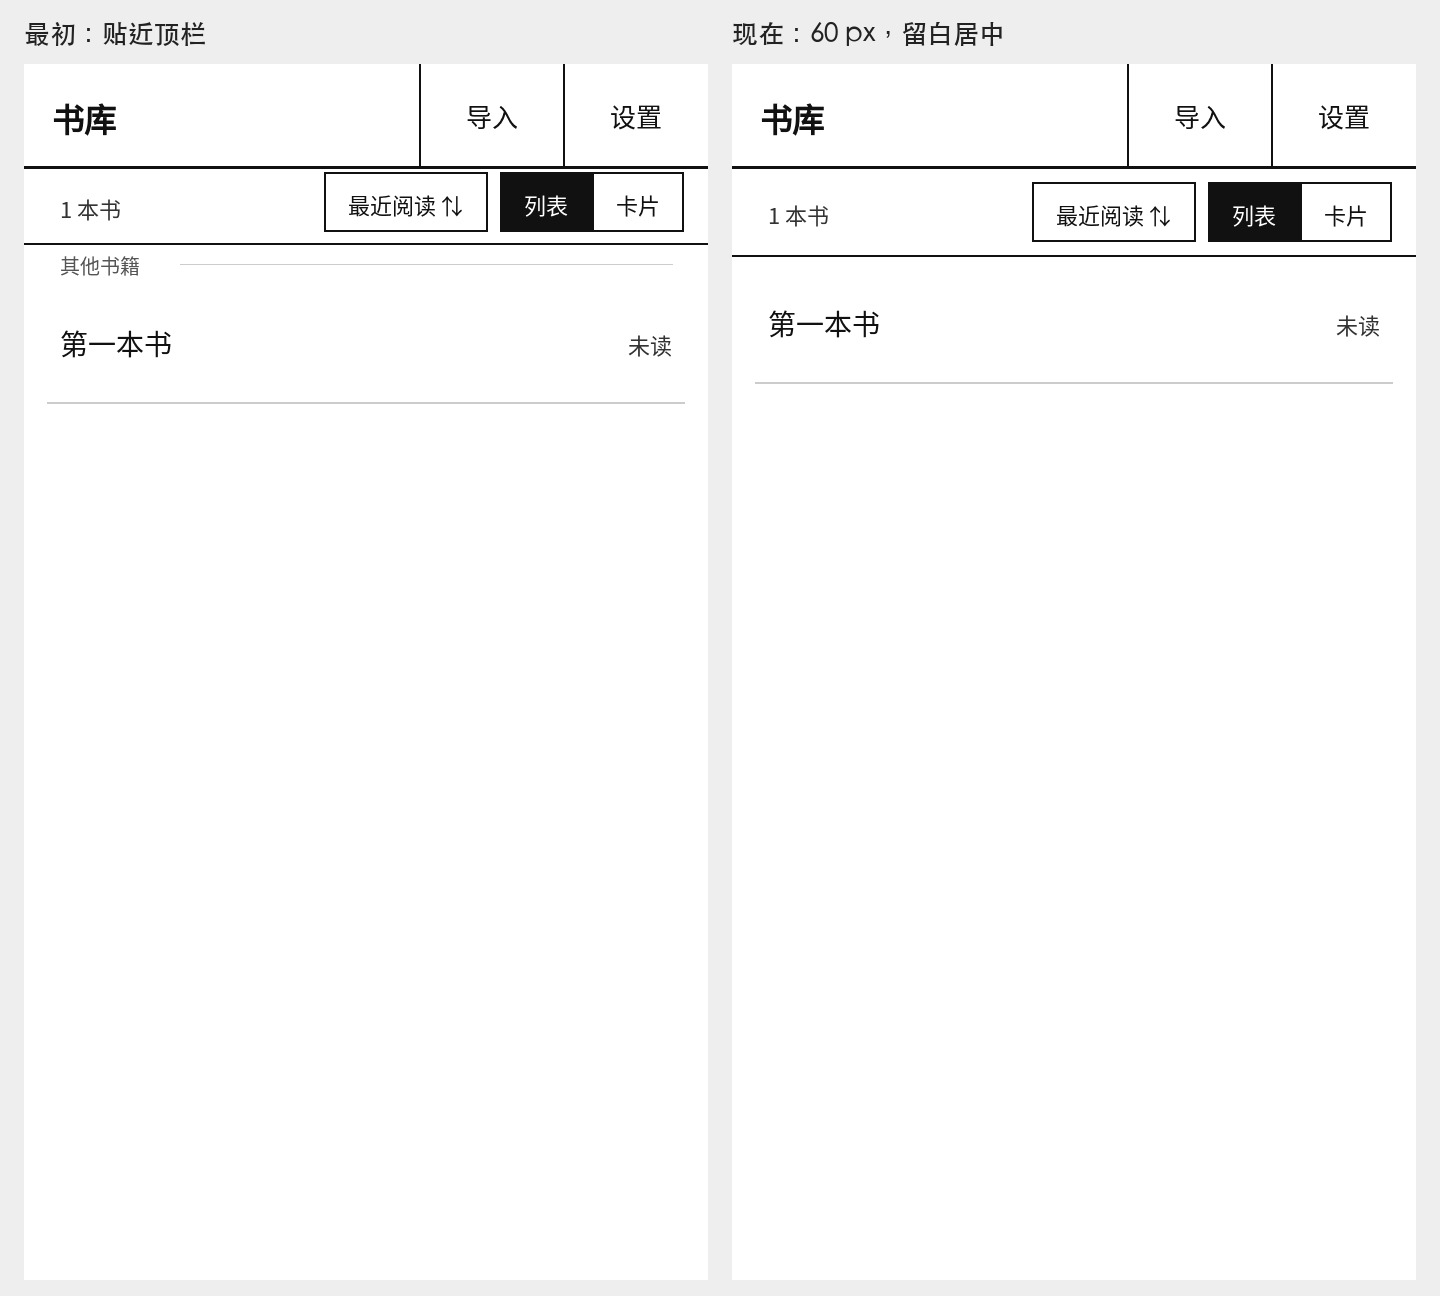 最初：贴近顶栏
书库 导入 设置
1 本书 最近阅读 ↑↓ 列表 卡片
其他书籍
第一本书 未读
现在：60 px，留白居中
书库 导入 设置
1 本书 最近阅读 ↑↓ 列表 卡片
第一本书 未读